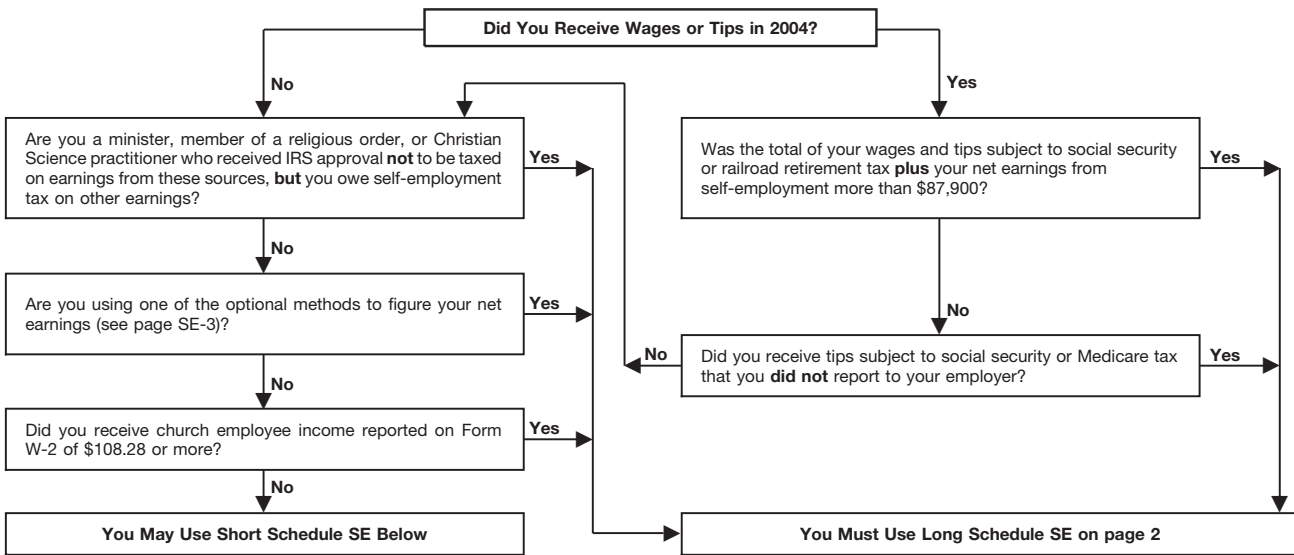 Did You Receive Wages or Tips in 2004?
No
Yes
Are you a minister, member of a religious order, or Christian
Science practitioner who received IRS approval not to be taxed
on earnings from these sources, but you owe self-employment
tax on other earnings?
Yes
Was the total of your wages and tips subject to social security
or railroad retirement tax plus your net earnings from
self-employment more than $87,900?
Yes
No
Are you using one of the optional methods to figure your net
earnings (see page SE-3)?
Yes
No
No
Did you receive tips subject to social security or Medicare tax
that you did not report to your employer?
Yes
No
Did you receive church employee income reported on Form
W-2 of $108.28 or more?
Yes
No
You May Use Short Schedule SE Below
You Must Use Long Schedule SE on page 2